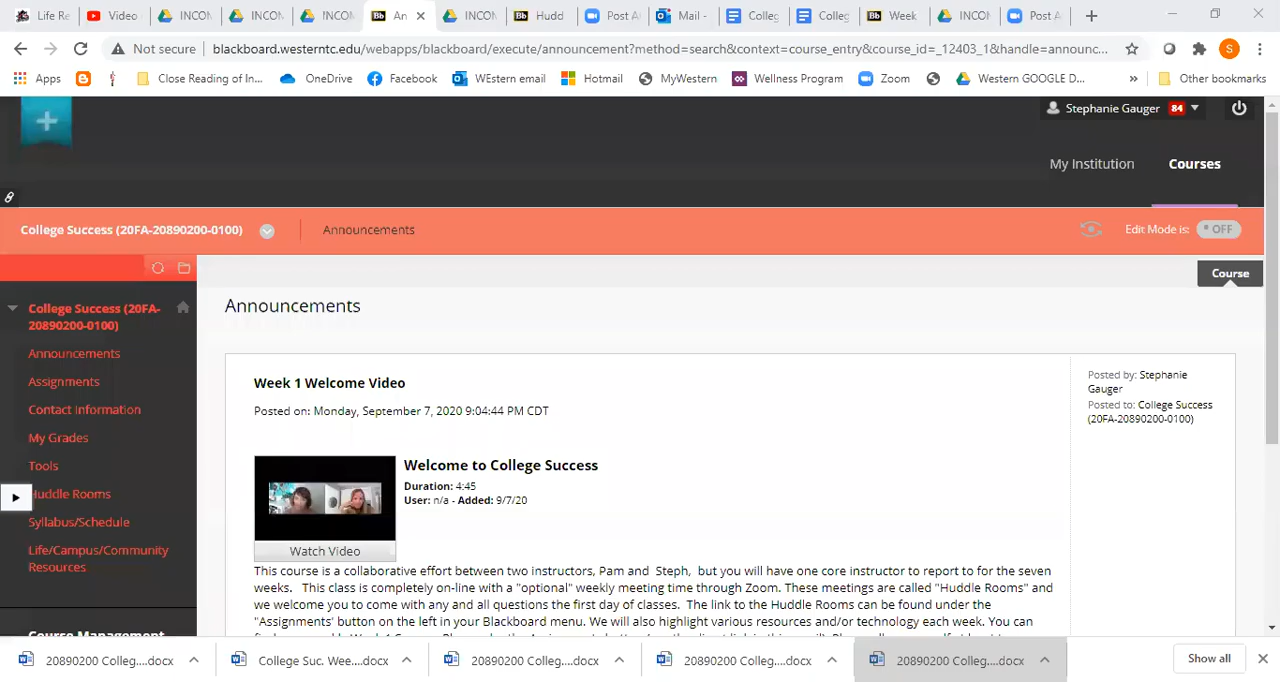 Life Re
Video
INCOM
INCOM
INCOM
Bb An
INCOM
Bb Hudd
Post At
Mail -
Colleg
Colleg
Bb Week
INCOM
Post A
Not secure | blackboard.westerntc.edu/webapps/blackboard/execute/announcement?method=search&context=course_entry&course_id=_12403_1&handle=announc...
S
Apps Close Reading of In... OneDrive Facebook WEstern email Hotmail MyWestern Wellness Program Zoom Western GOOGLE D... » Other bookmarks
Stephanie Gauger 84
My Institution Courses
College Success (20FA-20890200-0100) Announcements Edit Mode is: OFF
Course
College Success (20FA-
20890200-0100)
Announcements
Assignments
Contact Information
My Grades
Tools
Huddle Rooms
Syllabus/Schedule
Life/Campus/Community
Resources
Course Management
Announcements
Week 1 Welcome Video
Posted on: Monday, September 7, 2020 9:04:44 PM CDT
Welcome to College Success
Duration: 4:45
User: n/a - Added: 9/7/20
Watch Video
This course is a collaborative effort between two instructors, Pam and Steph, but you will have one core instructor to report to for the seven
weeks. This class is completely on-line with a "optional" weekly meeting time through Zoom. These meetings are called "Huddle Rooms" and
we welcome you to come with any and all questions the first day of classes. The link to the Huddle Rooms can be found under the
"Assignments' button on the left in your Blackboard menu. We will also highlight various resources and/or technology each week. You can
Posted by: Stephanie
Gauger
Posted to: College Success
(20FA-20890200-0100)
20890200 Colleg....docx
College Suc. Wee....docx
20890200 Colleg....docx
20890200 Colleg....docx
20890200 Colleg....docx
Show all